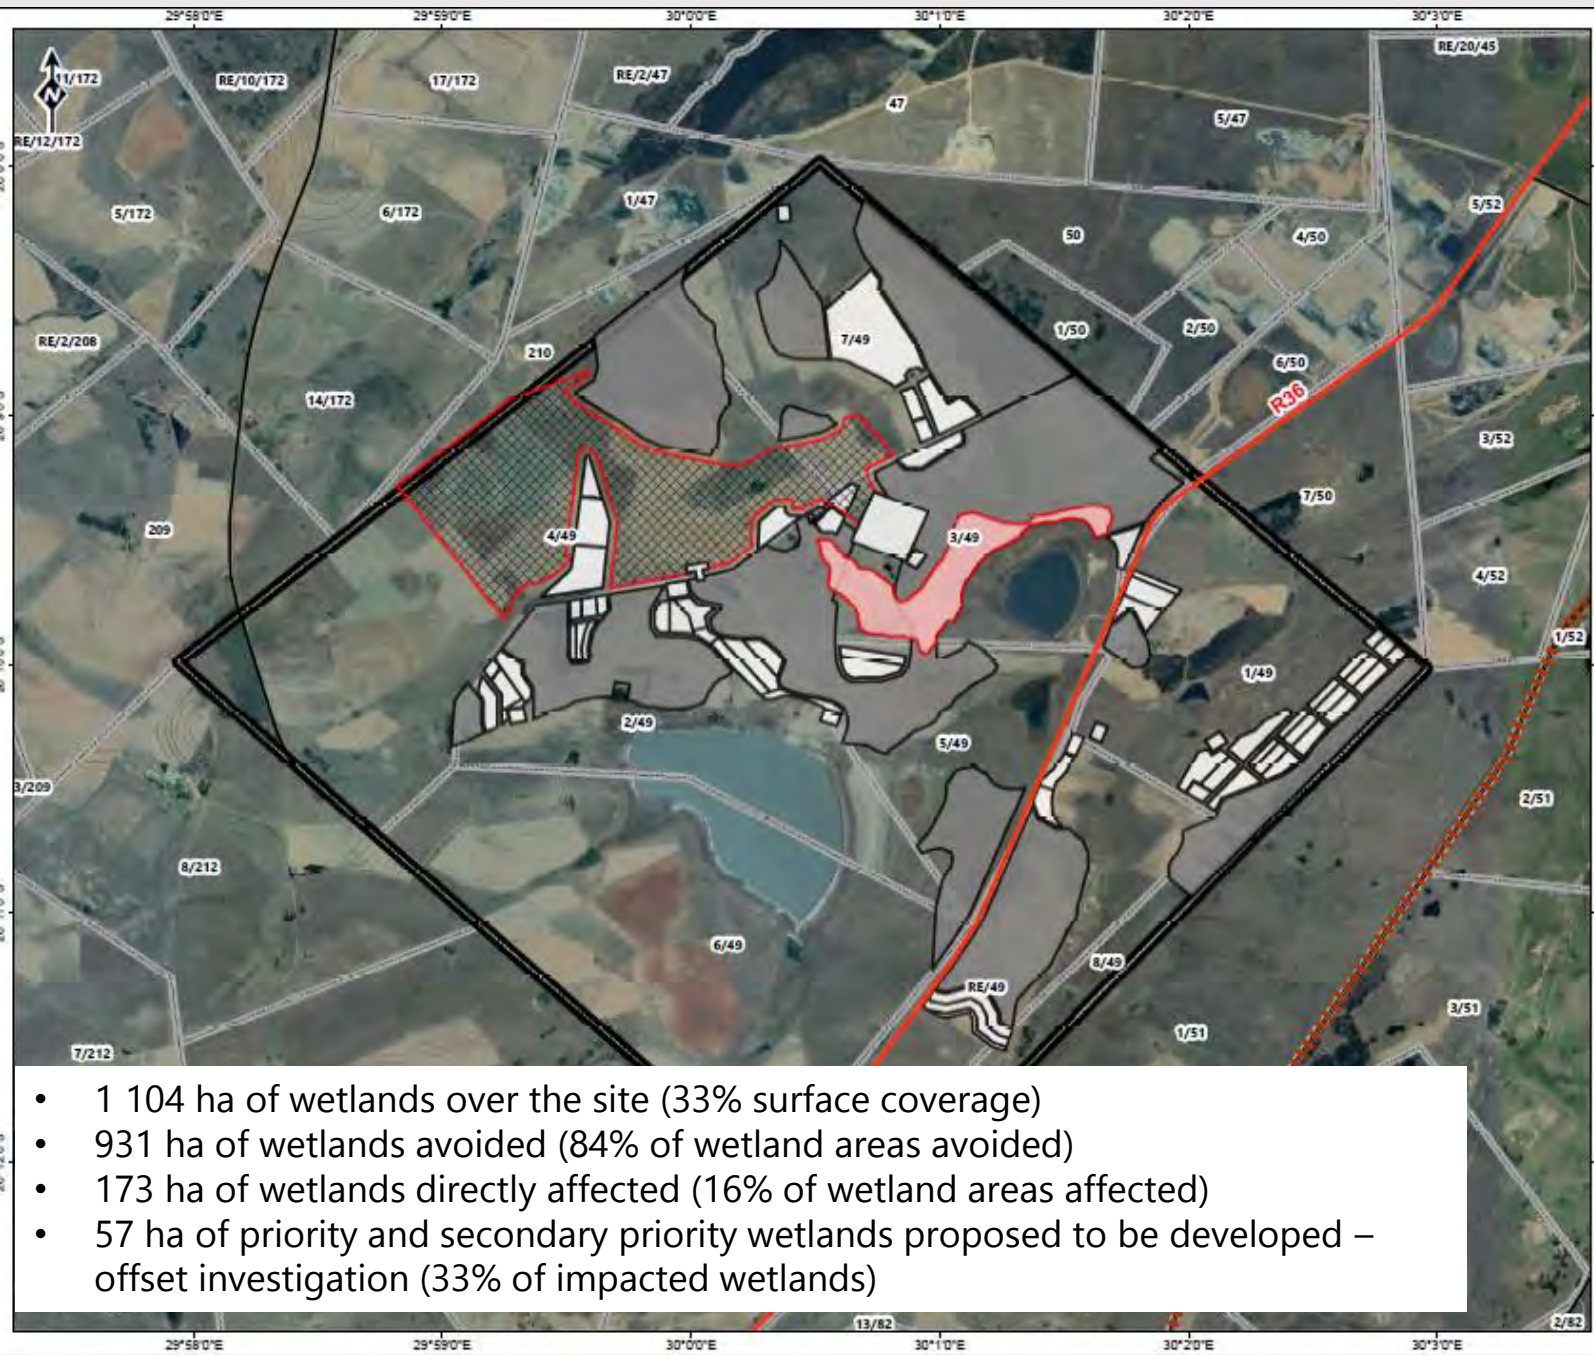 29°58'0"E
29°59'0"E
30°0'0"E
30°1'0"E
30°2'0"E
30°3'0"E
11/172
RE/10/172
17/172
RE/2/47
47
5/47
RE/20/45
RE/12/172
5/172
6/172
1/47
50
4/50
5/52
RE/2/208
210
7/49
1/50
2/50
6/50
14/172
R36
3/52
209
4/49
3/49
7/50
4/52
1/52
1/49
2/49
5/49
3/209
2/51
8/212
6/49
8/49
RE/49
3/51
1/51
7/212
• 1 104 ha of wetlands over the site (33% surface coverage)
• 931 ha of wetlands avoided (84% of wetland areas avoided)
• 173 ha of wetlands directly affected (16% of wetland areas affected)
• 57 ha of priority and secondary priority wetlands proposed to be developed –
offset investigation (33% of impacted wetlands)
13/82
2/82
29°58'0"E
29°59'0"E
30°0'0"E
30°1'0"E
30°2'0"E
30°3'0"E